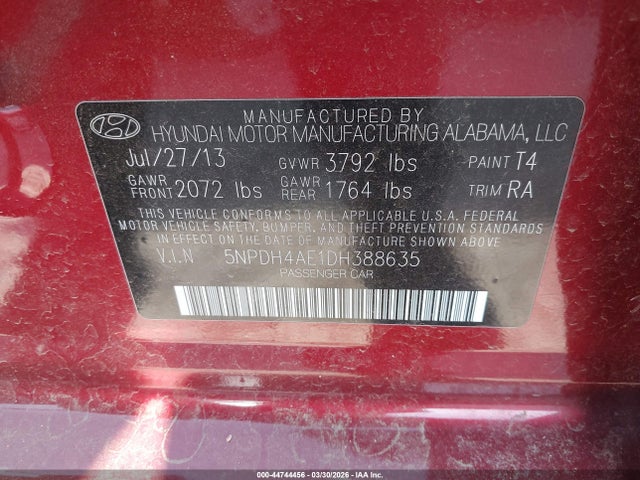 MANUFACTURED BY
HYUNDAI MOTOR MANUFACTURING ALABAMA, LLC
Jul/27/13 GVWR 3792 lbs PAINT T4
GAWR FRONT 2072 lbs GAWR REAR 1764 lbs TRIM RA
THIS VEHICLE CONFORMS TO ALL APPLICABLE U.S.A. FEDERAL
MOTOR VEHICLE SAFETY, BUMPER, AND THEFT PREVENTION
STANDARDS IN EFFECT ON THE DATE OF MANUFACTURE SHOWN ABOVE
V.I.N 5NPDH4AE1DH388635
PASSENGER CAR
000-44744456 | 03/30/2026 - IAA Inc.